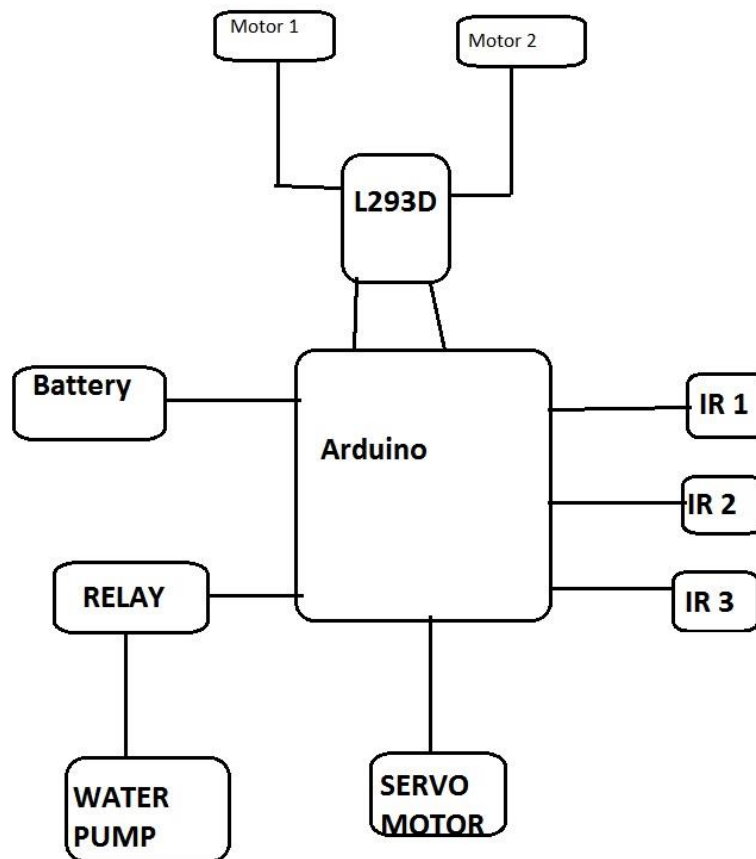 Motor 1
Motor 2
L293D
Battery
Arduino
IR 1
IR 2
RELAY
IR 3
WATER
PUMP
SERVO
MOTOR